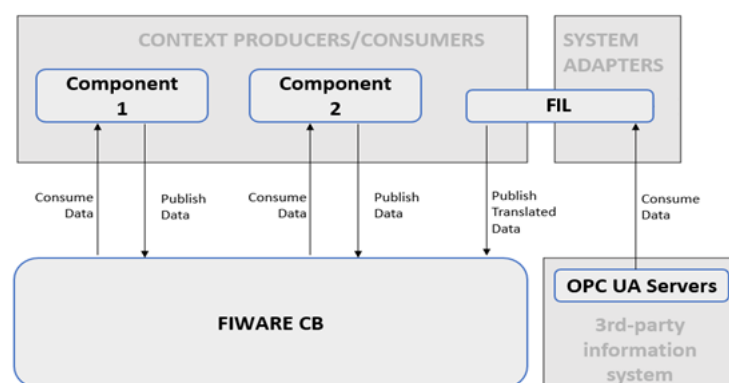 CONTEXT PRODUCERS/CONSUMERS
SYSTEM
ADAPTERS
Component
1
Component
2
FIL
Consume
Data
Publish
Data
Consume
Data
Publish
Data
Publish
Translated
Data
Consume
Data
FIWARE CB
OPC UA Servers
3rd-party
information
system